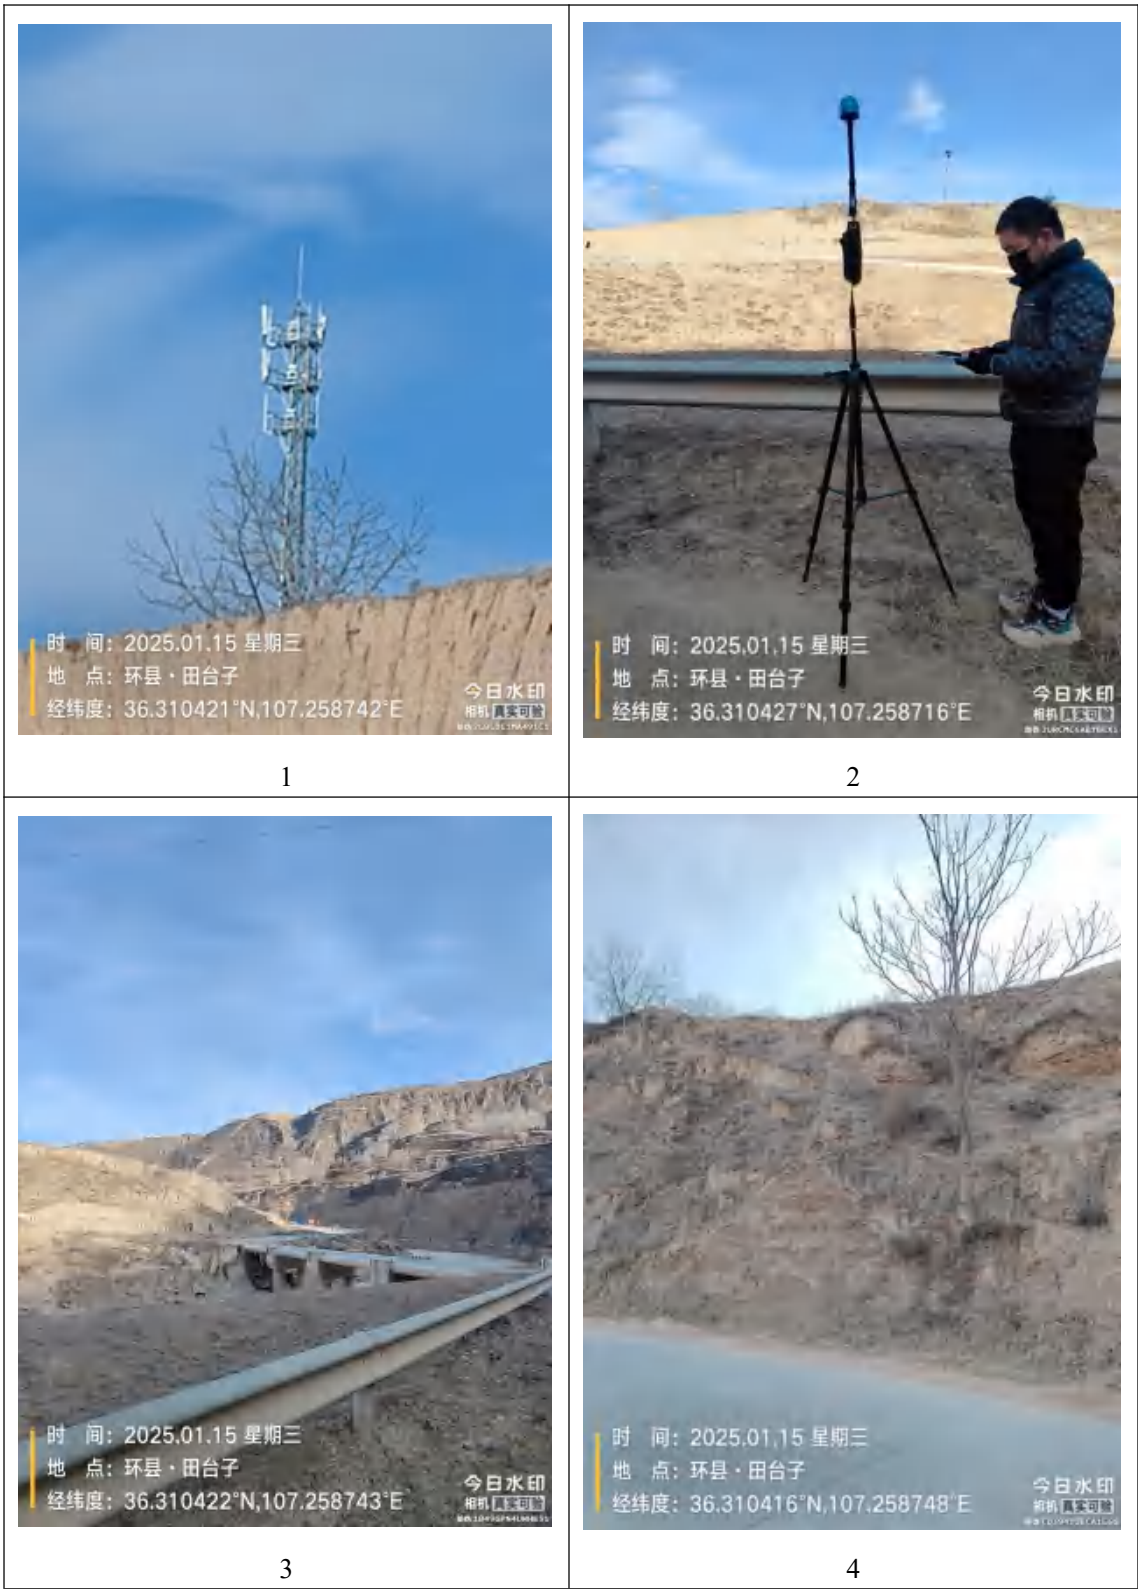 时 间: 2025.01.15 星期三
地 点: 环县·田台子
经纬度: 36.310421°N,107.258742°E
今日水印
相机 真实可验
1
时 间: 2025.01.15 星期三
地 点: 环县·田台子
经纬度: 36.310427°N,107.258716°E
今日水印
相机 真实可验
2
时 间: 2025.01.15 星期三
地 点: 环县·田台子
经纬度: 36.310422°N,107.258743°E
今日水印
相机 真实可验
3
时 间: 2025.01.15 星期三
地 点: 环县·田台子
经纬度: 36.310416°N,107.258748°E
今日水印
相机 真实可验
4